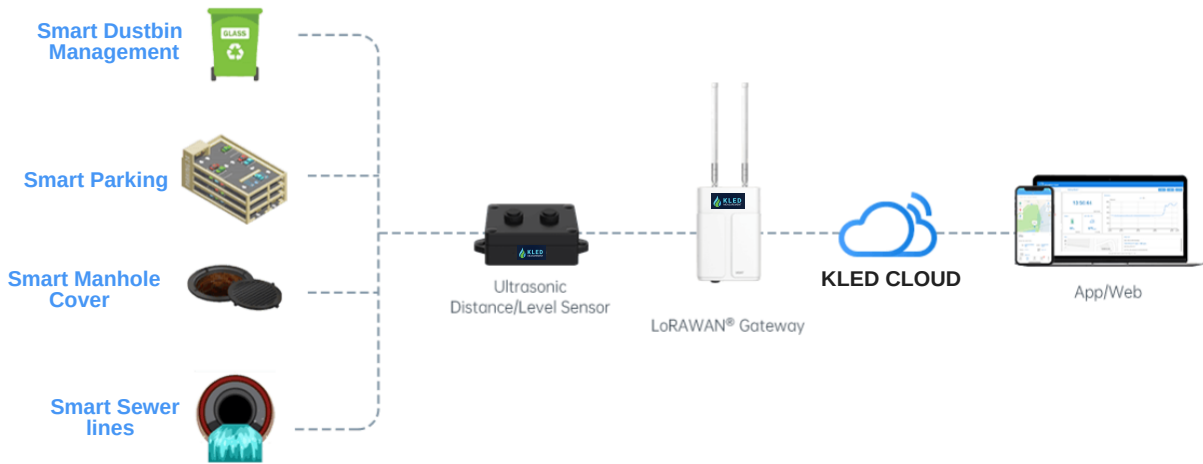 Smart Dustbin
Management
GLASS
Smart Parking
Smart Manhole
Cover
Smart Sewer
lines
KLED
Ultrasonic
Distance/Level Sensor
KLED
LoRAWAN® Gateway
KLED CLOUD
App/Web